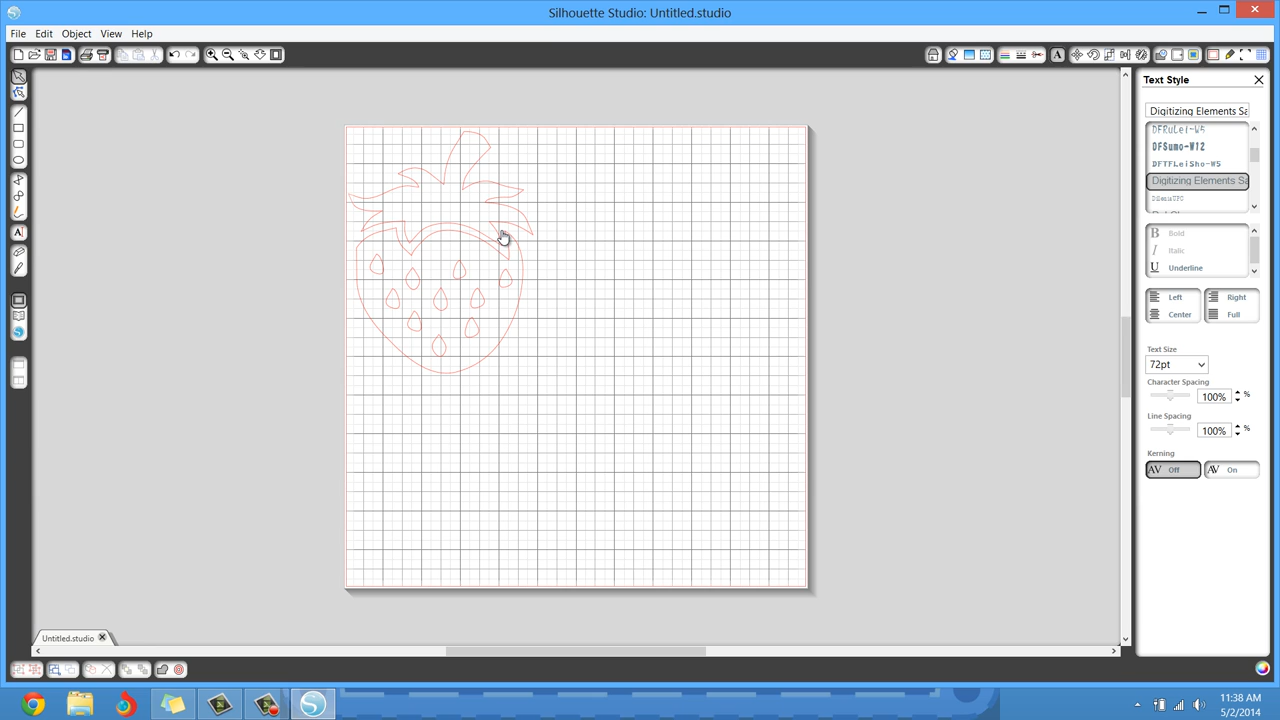 Silhouette Studio: Untitled.studio
File Edit Object View Help
A
Text Style
Digitizing Elements Sa
DFRuLei-W5
DFSumo-W12
DFTFLeiSho-W5
Digitizing Elements Sa
A
B Bold
I Italic
U Underline
Left Right
Center Full
Text Size
72pt
Character Spacing
100% %
Line Spacing
100% %
Kerning
AV Off AV On
Untitled.studio
11:38 AM
5/2/2014